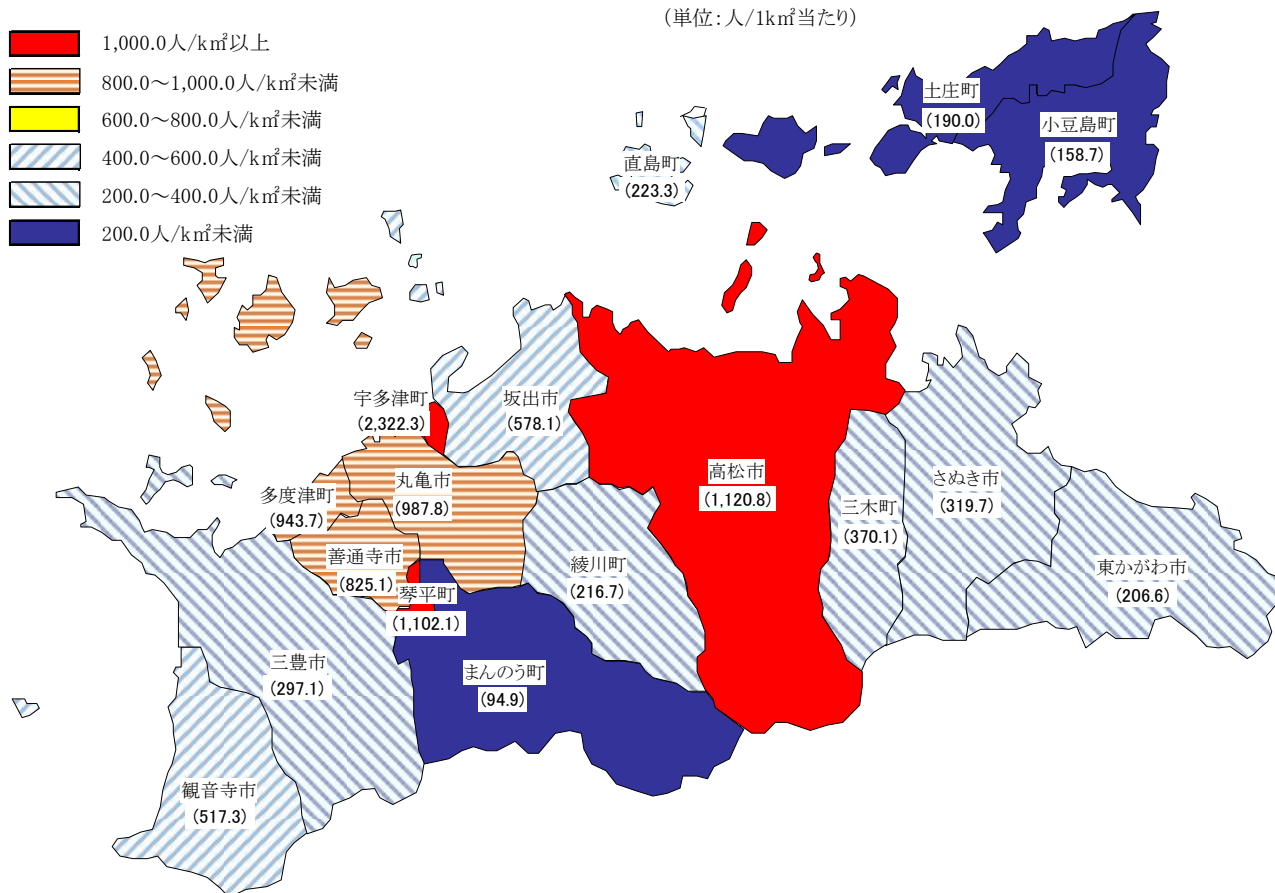 (単位：人/1k㎡当たり)
1,000.0人/k㎡以上
800.0～1,000.0人/k㎡未満
600.0～800.0人/k㎡未満
400.0～600.0人/k㎡未満
200.0～400.0人/k㎡未満
200.0人/k㎡未満
土庄町
(190.0)
小豆島町
(158.7)
直島町
(223.3)
宇多津町
(2,322.3)
坂出市
(578.1)
丸亀市
(987.8)
多度津町
(943.7)
善通寺市
(825.1)
琴平町
(1,102.1)
高松市
(1,120.8)
三木町
(370.1)
さぬき市
(319.7)
東かがわ市
(206.6)
綾川町
(216.7)
まんのう町
(94.9)
三豊市
(297.1)
観音寺市
(517.3)